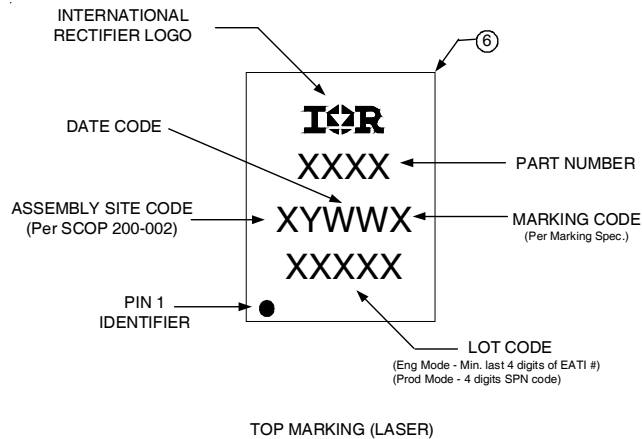 INTERNATIONAL
RECTIFIER LOGO
6
IOR
DATE CODE
XXXX
PART NUMBER
ASSEMBLY SITE CODE
(Per SCOP 200-002)
XYWWX
MARKING CODE
(Per Marking Spec.)
XXXXX
PIN 1
IDENTIFIER
LOT CODE
(Eng Mode - Min. last 4 digits of EATI #)
(Prod Mode - 4 digits SPN code)
TOP MARKING (LASER)